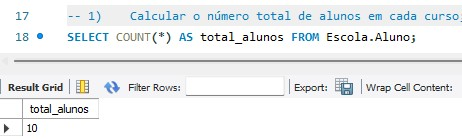 17 -- 1) Calcular o número total de alunos em cada curso;
18 SELECT COUNT(*) AS total_alunos FROM Escola.Aluno;
Result Grid Filter Rows: Export: Wrap Cell Content:
total_alunos
10